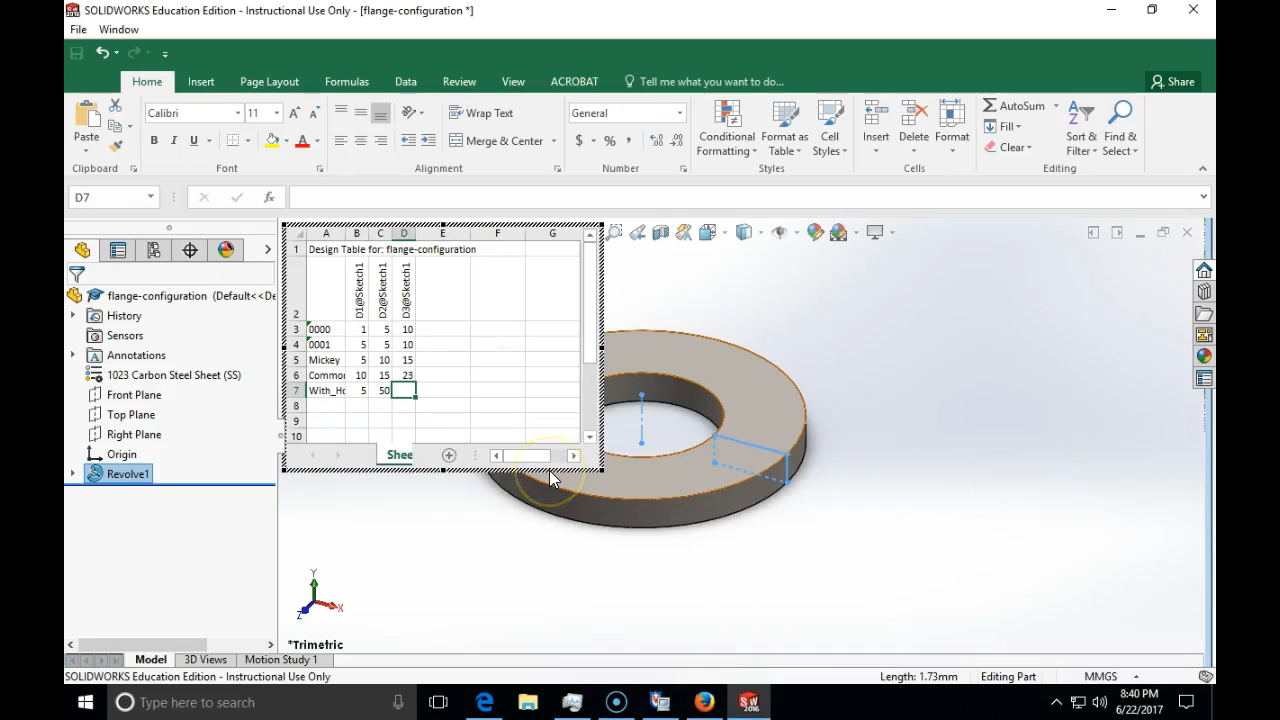 SOLIDWORKS Education Edition - Instructional Use Only - [flange-configuration *]
File Window
Home Insert Page Layout Formulas Data Review View ACROBAT Tell me what you want to do... Share
Paste Calibri 11 Wrap Text General Conditional Formatting Format as Table Cell Styles Insert Delete Format AutoSum Sort & Filter Find & Select
B I U A Merge & Center $ % , Fill
Clear
Clipboard Font Alignment Number Styles Cells Editing
D7 fx
A B C D E F G
1 Design Table for: flange-configuration
2 D1@Sketch1 D2@Sketch1 D3@Sketch1
3 0000 1 5 10
4 0001 5 5 10
5 Mickey 5 10 15
6 Commo 10 15 23
7 With_Ho 5 50
8
9
10
Shee
flange-configuration (Default<<De
History
Sensors
Annotations
1023 Carbon Steel Sheet (SS)
Front Plane
Top Plane
Right Plane
Origin
Revolve1
Y
X
Z
*Trimetric
Model 3D Views Motion Study 1
SOLIDWORKS Education Edition - Instructional Use Only Length: 1.73mm Editing Part MMGS
Type here to search
SW 2016
8:40 PM
6/22/2017